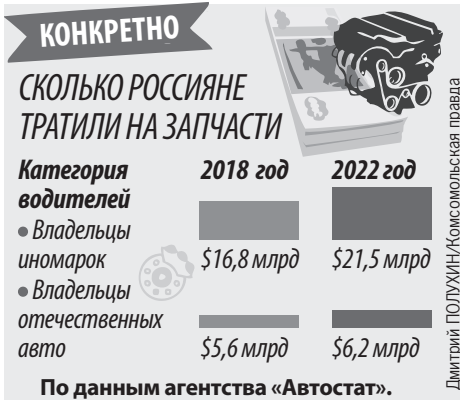 КОНКРЕТНО
СКОЛЬКО РОССИЯНЕ
ТРАТИЛИ НА ЗАПЧАСТИ
Категория
водителей
2018 год
2022 год
• Владельцы
иномарок
$16,8 млрд
$21,5 млрд
• Владельцы
отечественных
авто
$5,6 млрд
$6,2 млрд
По данным агентства «Автостат».
Дмитрий ПОЛУХИН/Комсомольская правда